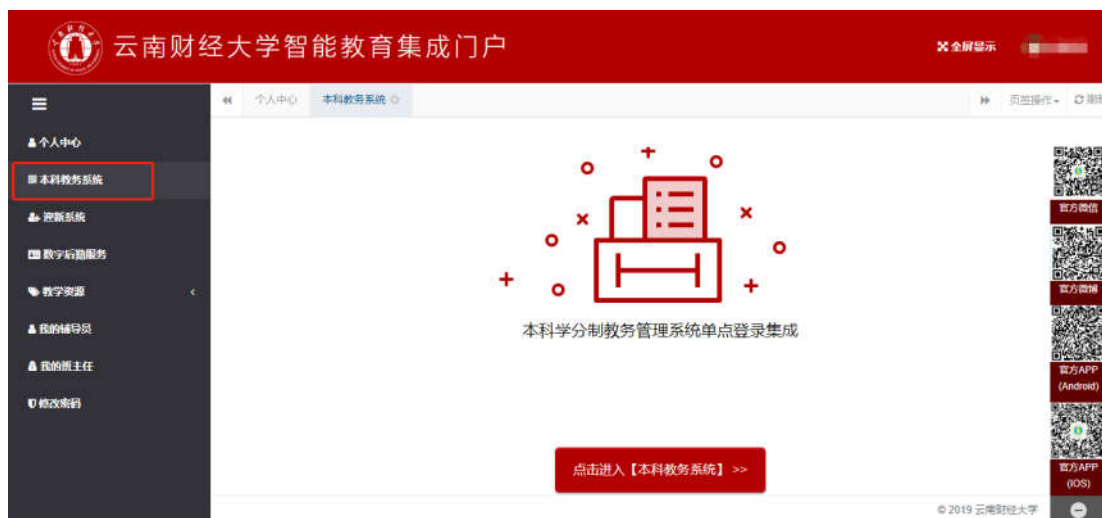 云南财经大学智能教育集成门户
全屏显示
个人中心 本科教务系统
页签操作 刷新
个人中心
本科教务系统
迎新系统
数字后勤服务
教学资源
我的辅导员
我的班主任
修改密码
本科学分制教务管理系统单点登录集成
点击进入【本科教务系统】 >>
官方微信
官方微博
官方APP
(Android)
官方APP
(IOS)
© 2019 云南财经大学